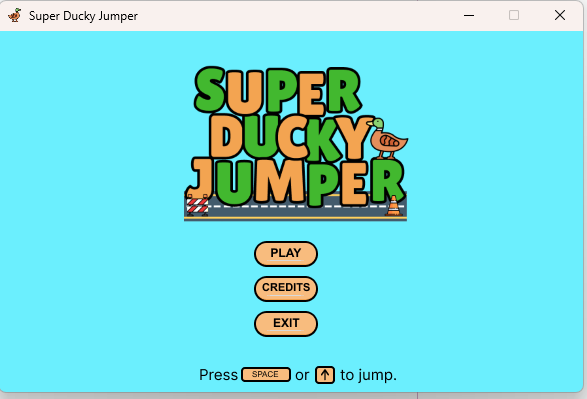 Super Ducky Jumper
SUPER
DUCKY
JUMPER
PLAY
CREDITS
EXIT
Press SPACE or ↑ to jump.